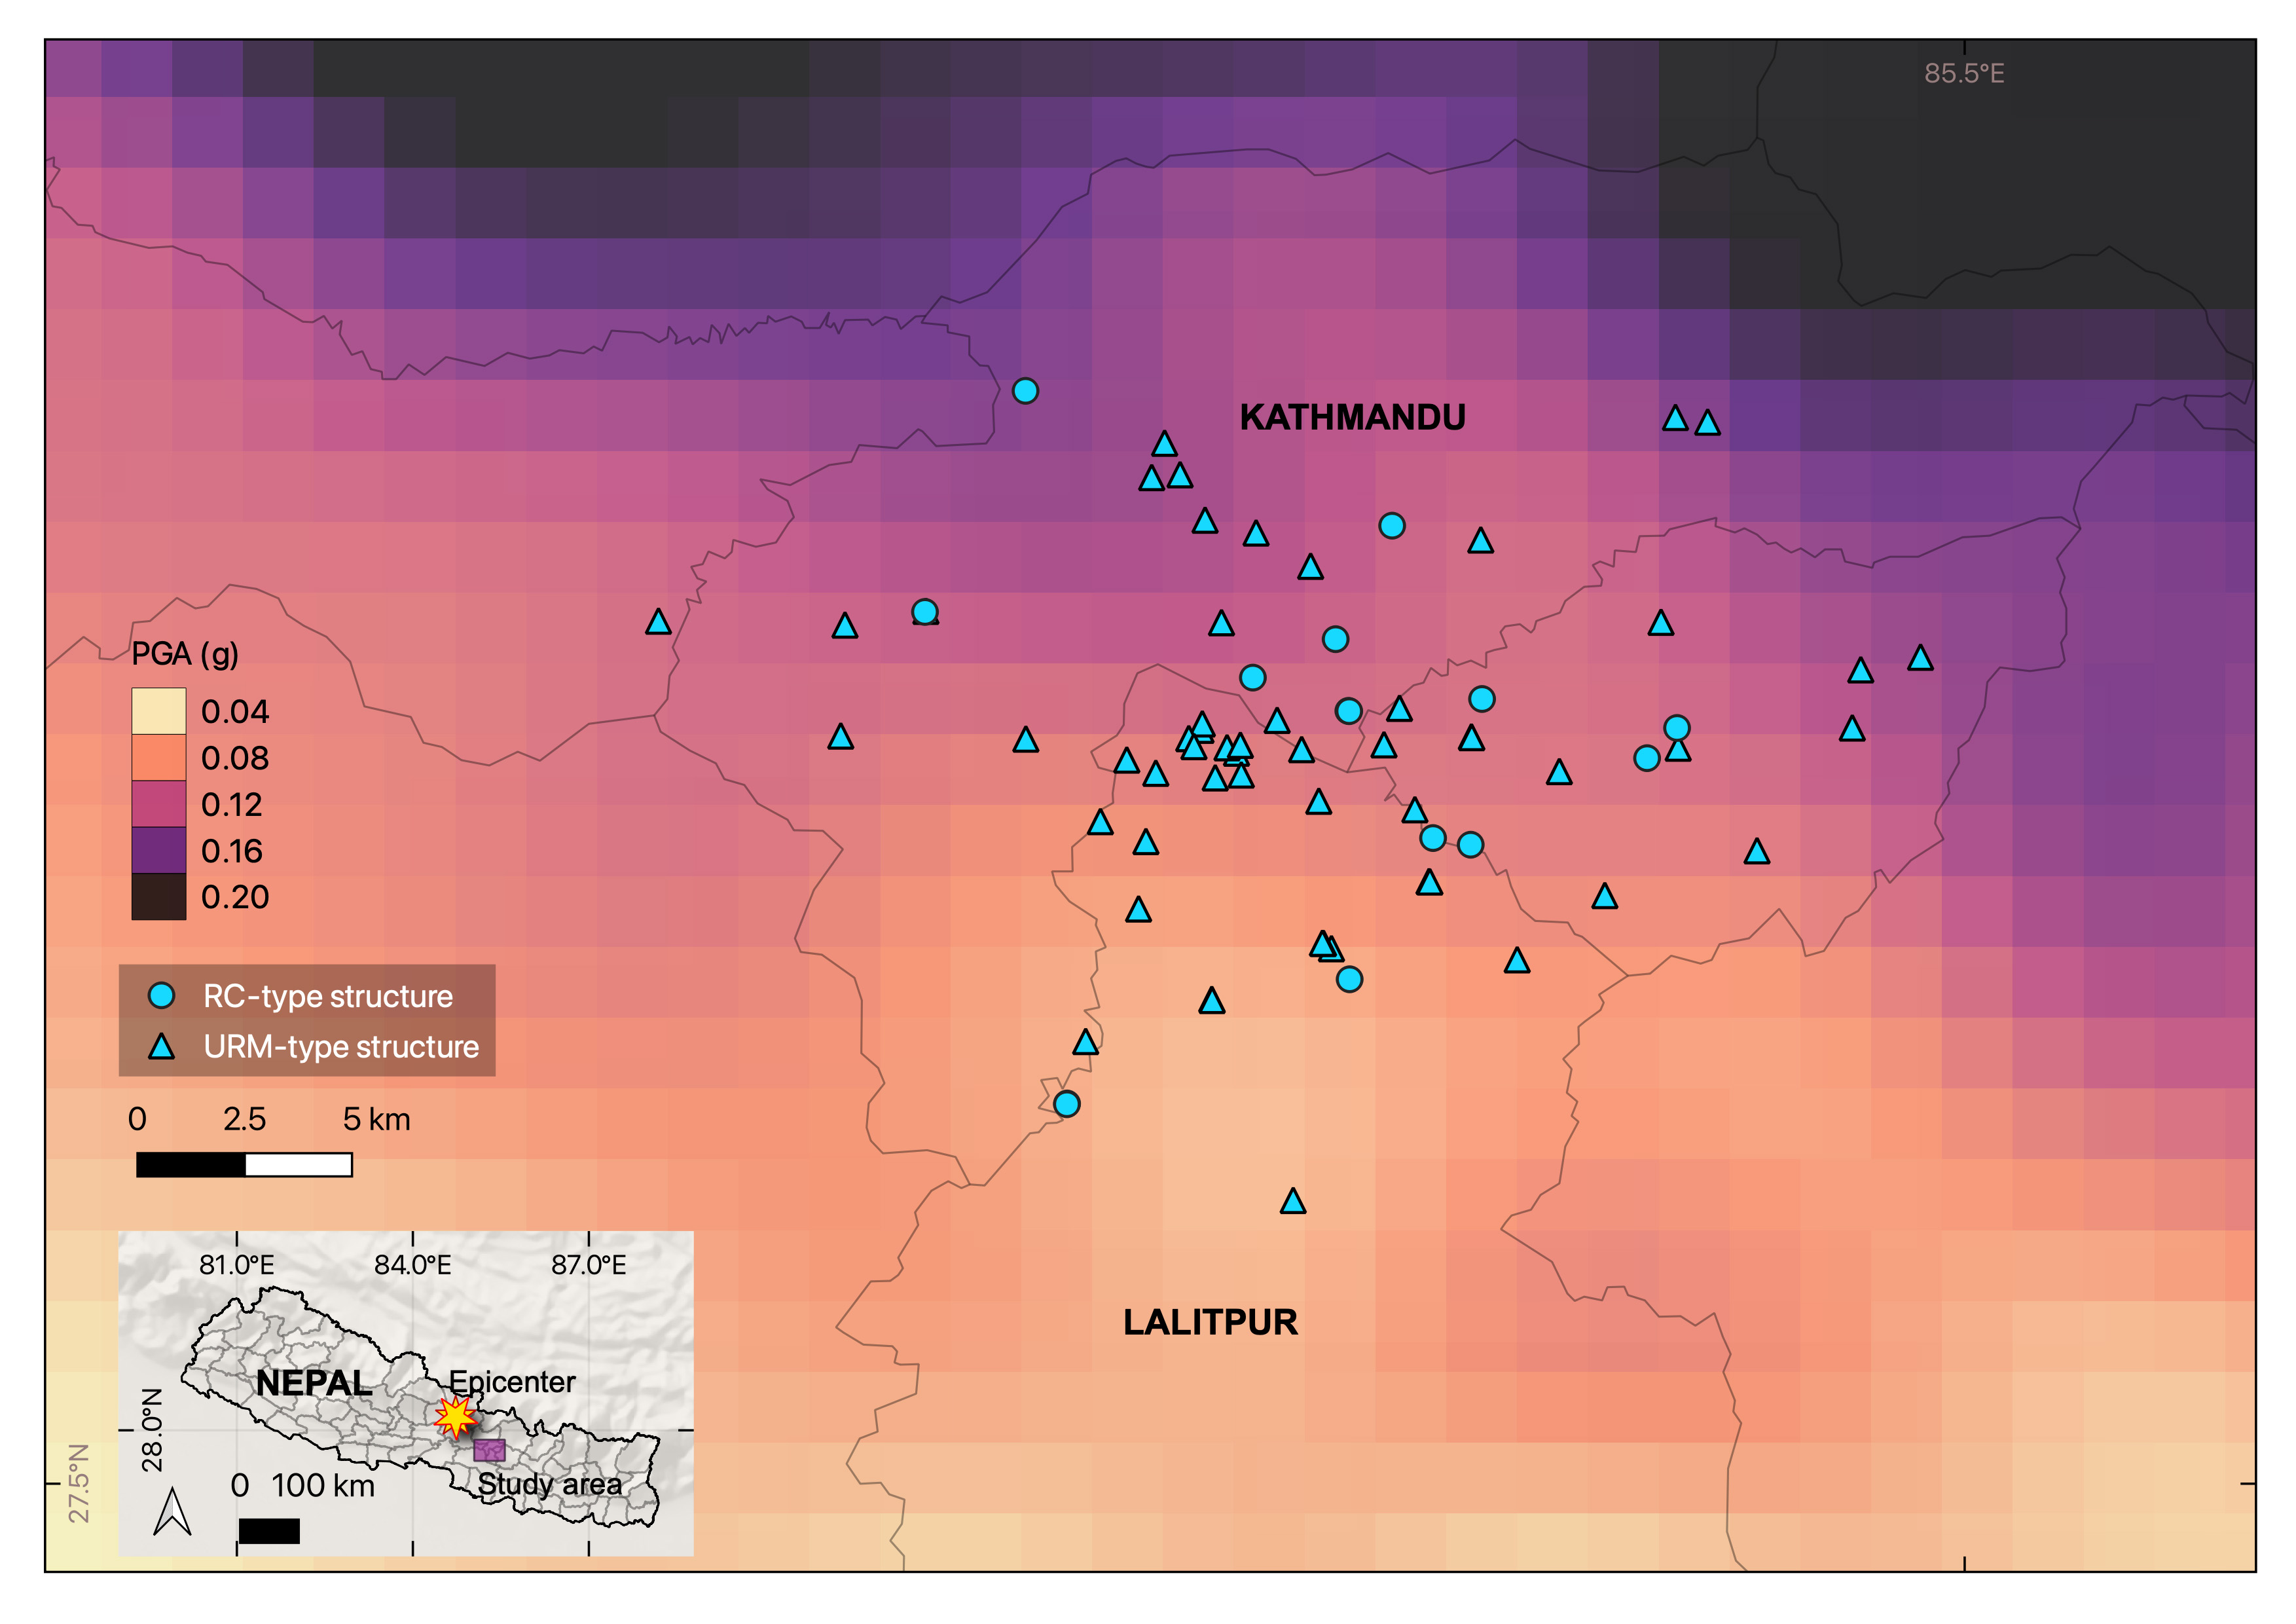 85.5°E
KATHMANDU
PGA (g)
0.04
0.08
0.12
0.16
0.20
RC-type structure
URM-type structure
0 2.5 5 km
81.0°E 84.0°E 87.0°E
NEPAL
Epicenter
28.0°N
Study area
0 100 km
LALITPUR
27.5°N